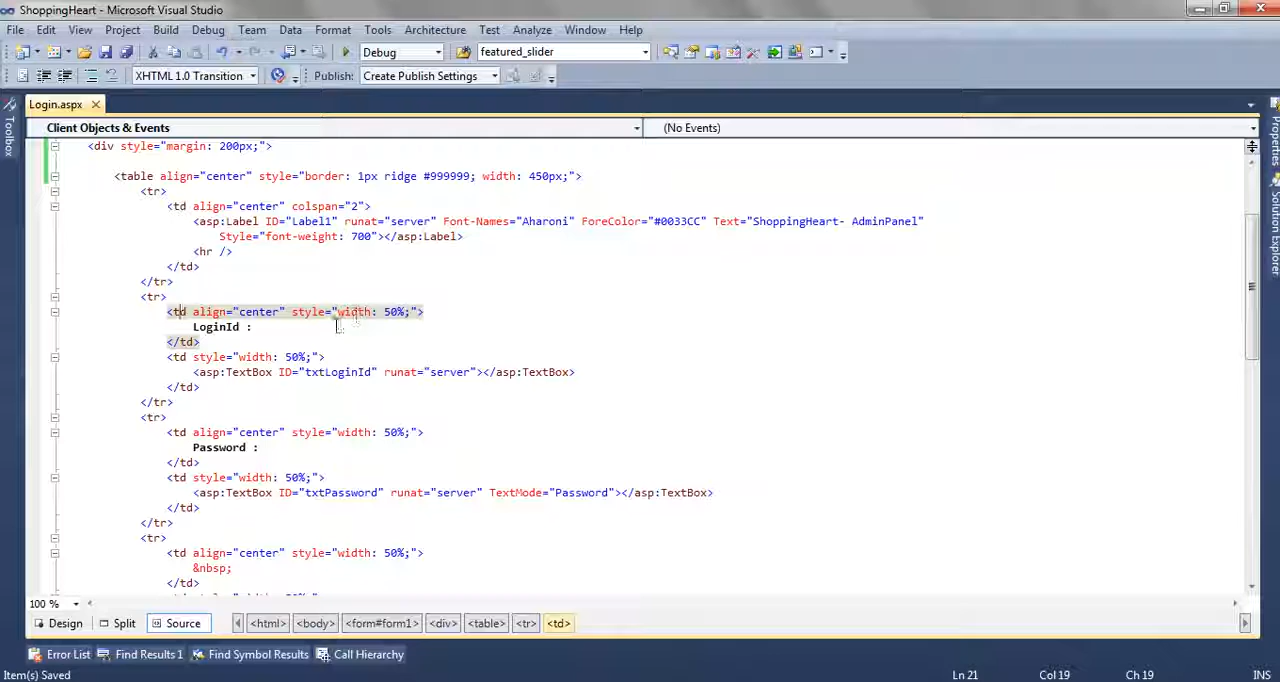 ShoppingHeart - Microsoft Visual Studio
File Edit View Project Build Debug Team Data Format Tools Architecture Test Analyze Window Help
Debug featured_slider
XHTML 1.0 Transition Publish: Create Publish Settings
Login.aspx
Toolbox
Properties
Solution Explorer
Client Objects & Events (No Events)
<div style="margin: 200px;">
<table align="center" style="border: 1px ridge #999999; width: 450px;">
<tr>
<td align="center" colspan="2">
<asp:Label ID="Label1" runat="server" Font-Names="Aharoni" ForeColor="#0033CC" Text="ShoppingHeart- AdminPanel"
Style="font-weight: 700"></asp:Label>
<hr />
</td>
</tr>
<tr>
<td align="center" style="width: 50%;">
LoginId :
</td>
<td style="width: 50%;">
<asp:TextBox ID="txtLoginId" runat="server"></asp:TextBox>
</td>
</tr>
<tr>
<td align="center" style="width: 50%;">
Password :
</td>
<td style="width: 50%;">
<asp:TextBox ID="txtPassword" runat="server" TextMode="Password"></asp:TextBox>
</td>
</tr>
<tr>
<td align="center" style="width: 50%;">
&nbsp;
</td>
100 %
Design Split Source <html> <body> <form#form1> <div> <table> <tr> <td>
Error List Find Results 1 Find Symbol Results Call Hierarchy
Item(s) Saved Ln 21 Col 19 Ch 19 INS